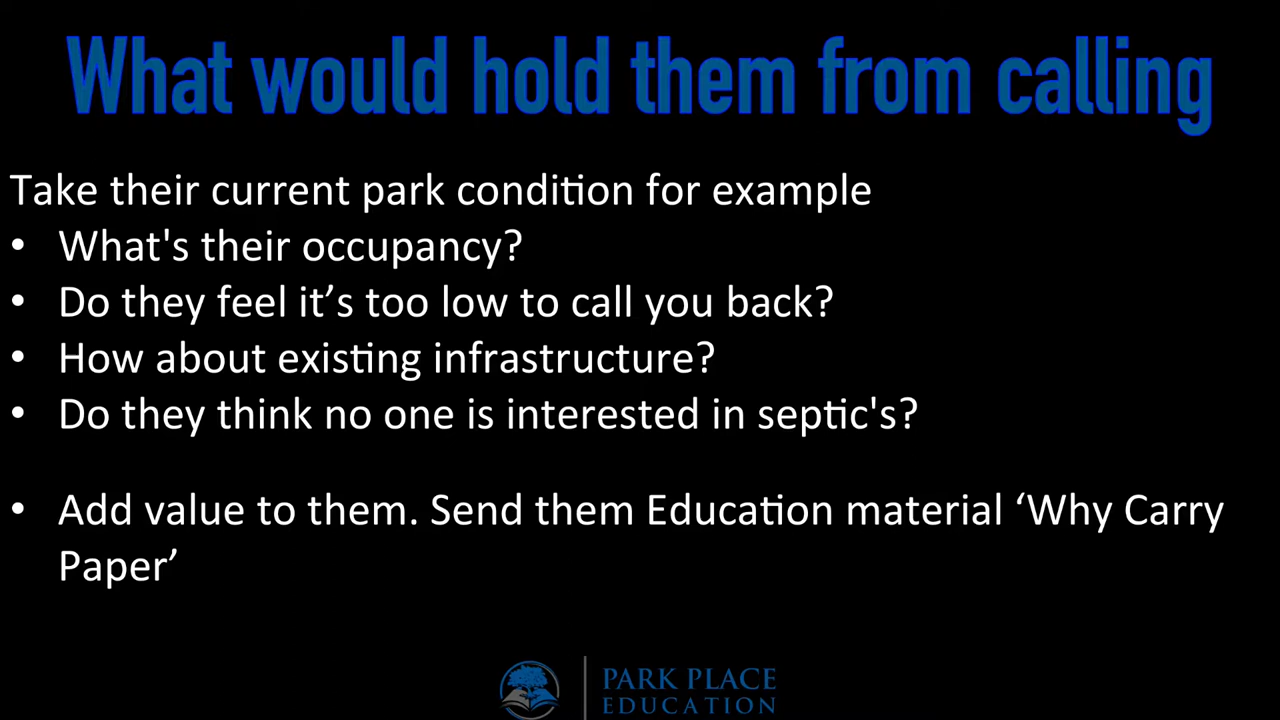 What would hold them from calling
Take their current park condition for example
• What's their occupancy?
• Do they feel it’s too low to call you back?
• How about existing infrastructure?
• Do they think no one is interested in septic's?
• Add value to them. Send them Education material ‘Why Carry
Paper’
PARK PLACE
EDUCATION